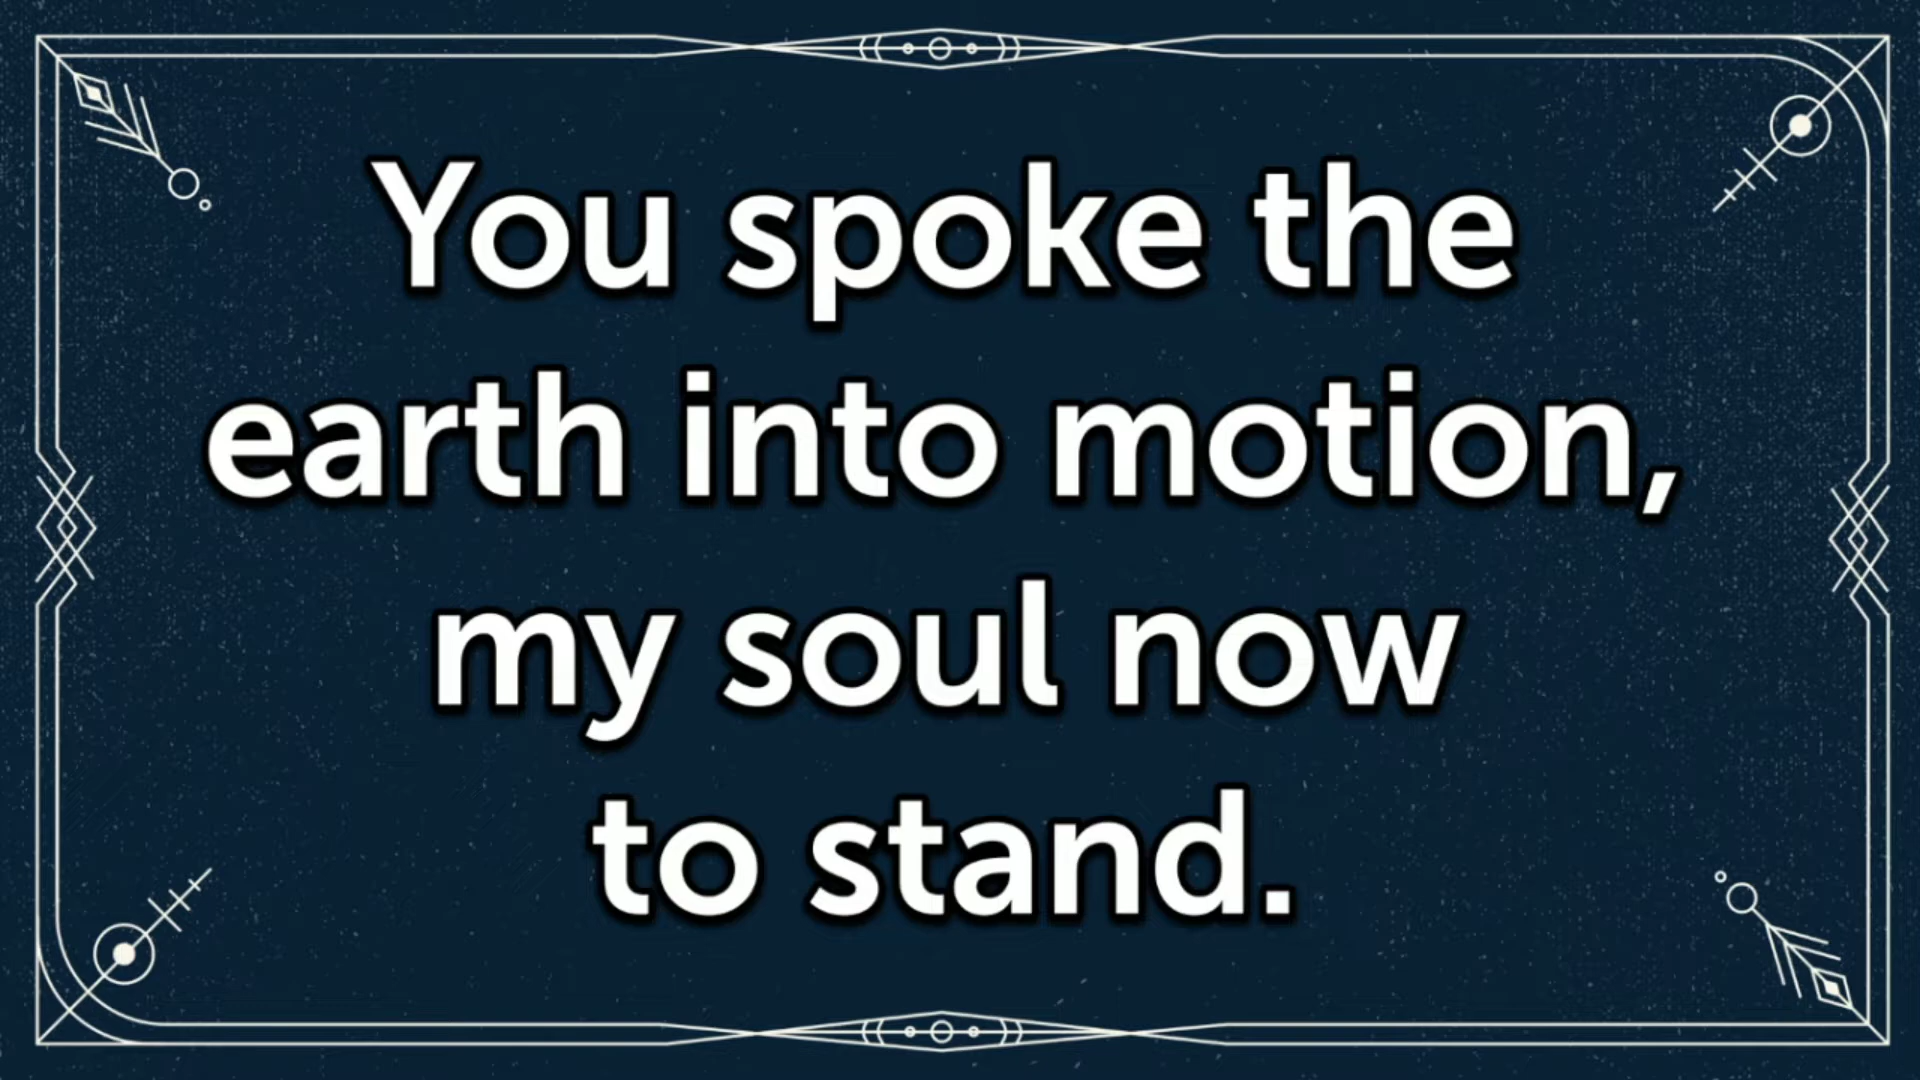 You spoke the
earth into motion,
my soul now
to stand.